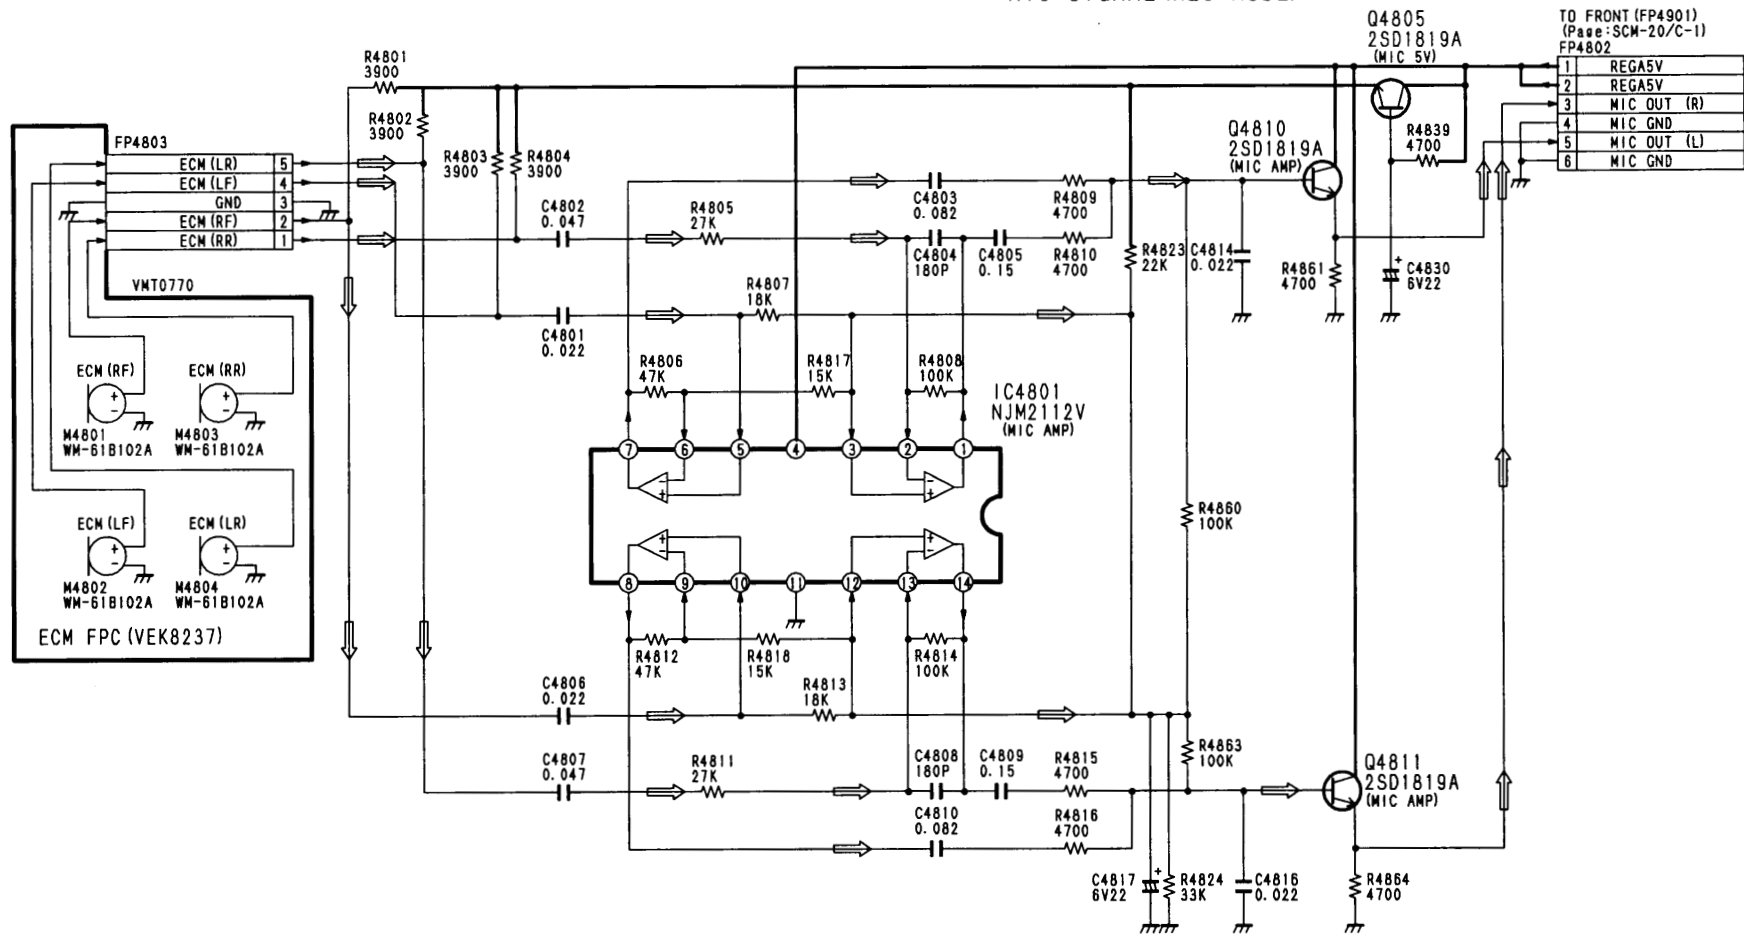 Q4805
2SD1819A
(MIC 5V)
TO FRONT (FP4901)
(Page:SCM-20/C-1)
FP4802
1 REGA5V
2 REGA5V
3 MIC OUT (R)
4 MIC GND
5 MIC OUT (L)
6 MIC GND
R4801
3900
R4802
3900
R4803
3900
R4804
3900
Q4810
2SD1819A
(MIC AMP)
R4839
4700
FP4803
ECM (LR) 5
ECM (LF) 4
GND 3
ECM (RF) 2
ECM (RR) 1
VMT0770
C4802
0.047
R4805
27K
C4803
0.082
R4809
4700
C4804
180P
C4805
0.15
R4810
4700
R4823
22K
C4814
0.022
R4861
4700
C4830
6V22
+
C4801
0.022
R4807
18K
R4806
47K
R4817
15K
R4808
100K
IC4801
NJM2112V
(MIC AMP)
ECM (RF)
+
-
M4801
WM-61B102A
ECM (RR)
+
-
M4803
WM-61B102A
7 6 5 4 3 2 1
- +
- +
R4860
100K
ECM (LF)
+
-
M4802
WM-61B102A
ECM (LR)
+
-
M4804
WM-61B102A
ECM FPC (VEK8237)
+ -
+ -
8 9 10 11 12 13 14
R4812
47K
R4818
15K
R4814
100K
C4806
0.022
R4813
18K
C4807
0.047
R4811
27K
C4808
180P
C4809
0.15
R4815
4700
R4863
100K
Q4811
2SD1819A
(MIC AMP)
C4810
0.082
R4816
4700
C4817
6V22
+
R4824
33K
C4816
0.022
R4864
4700